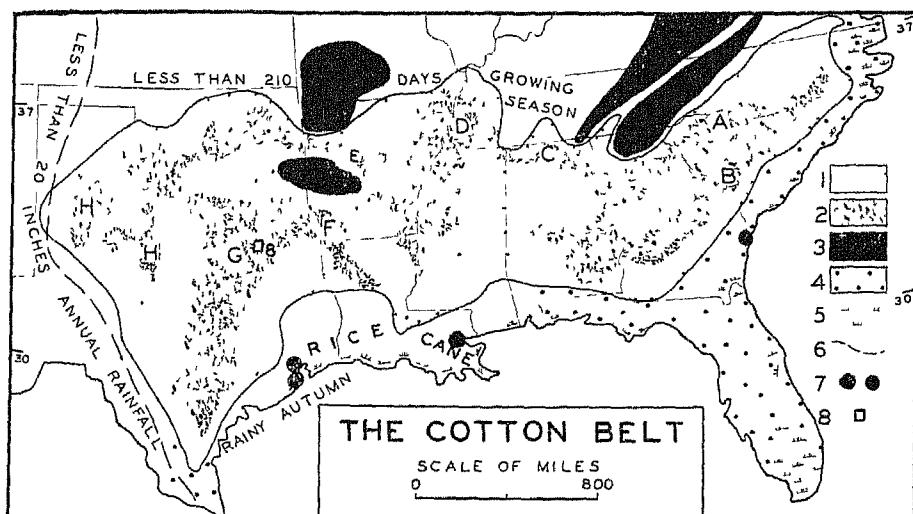 37
LESS THAN 210 DAYS GROWING SEASON
37
LESS THAN 20 INCHES ANNUAL RAINFALL
A
B
C
D
E
F
G
8
H
H
1
2
3
4
5
6
7
8
30
30
RICE
CANE
RAINY AUTUMN
THE COTTON BELT
SCALE OF MILES
0 800